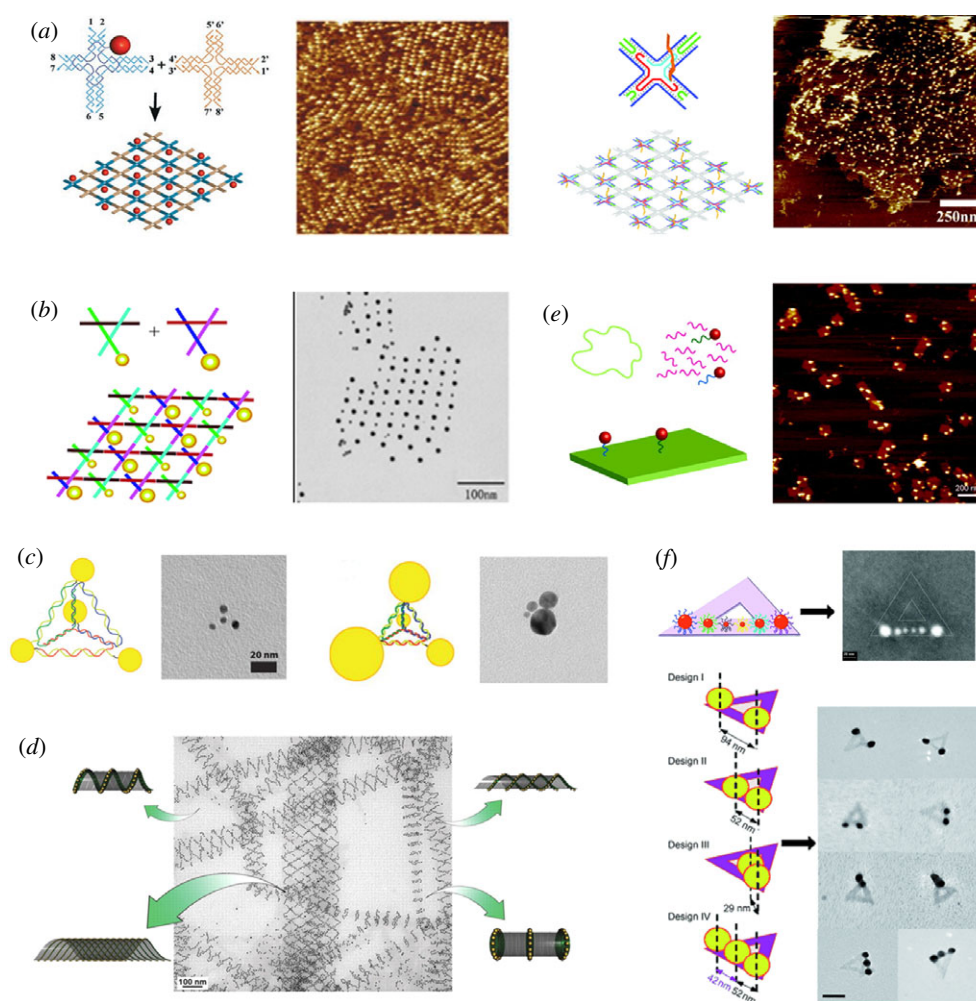 (a)
1 2
8
7
3
4
6 5
+
5' 6'
4'
3'
2'
1'
7' 8'
250nm
(b)
+
100nm
(e)
200 nm
(c)
20 nm
(f)
(d)
100 nm
Design I
94 nm
Design II
52 nm
Design III
29 nm
Design IV
42nm
52 nm